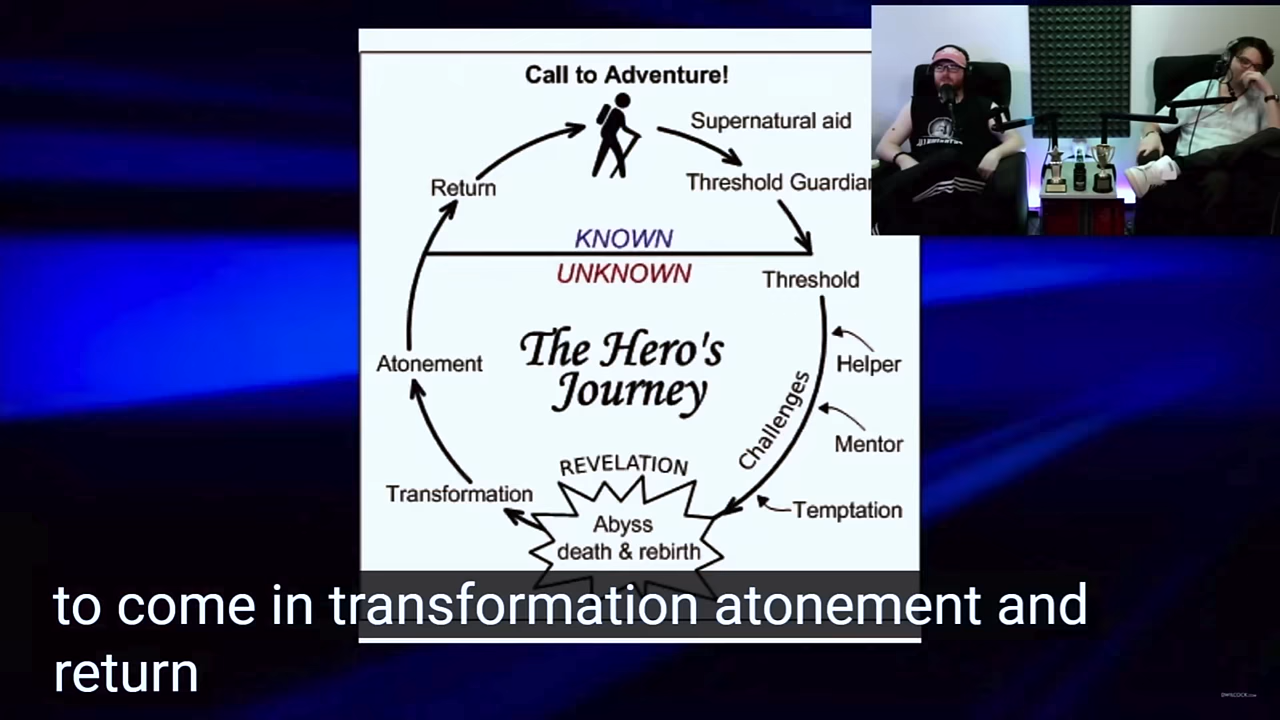 Call to Adventure!
Supernatural aid
Threshold Guardian
Return
KNOWN
UNKNOWN
Threshold
The Hero's
Journey
Helper
Atonement
Challenges
Mentor
REVELATION
Transformation
Temptation
Abyss
death & rebirth
to come in transformation atonement and
return